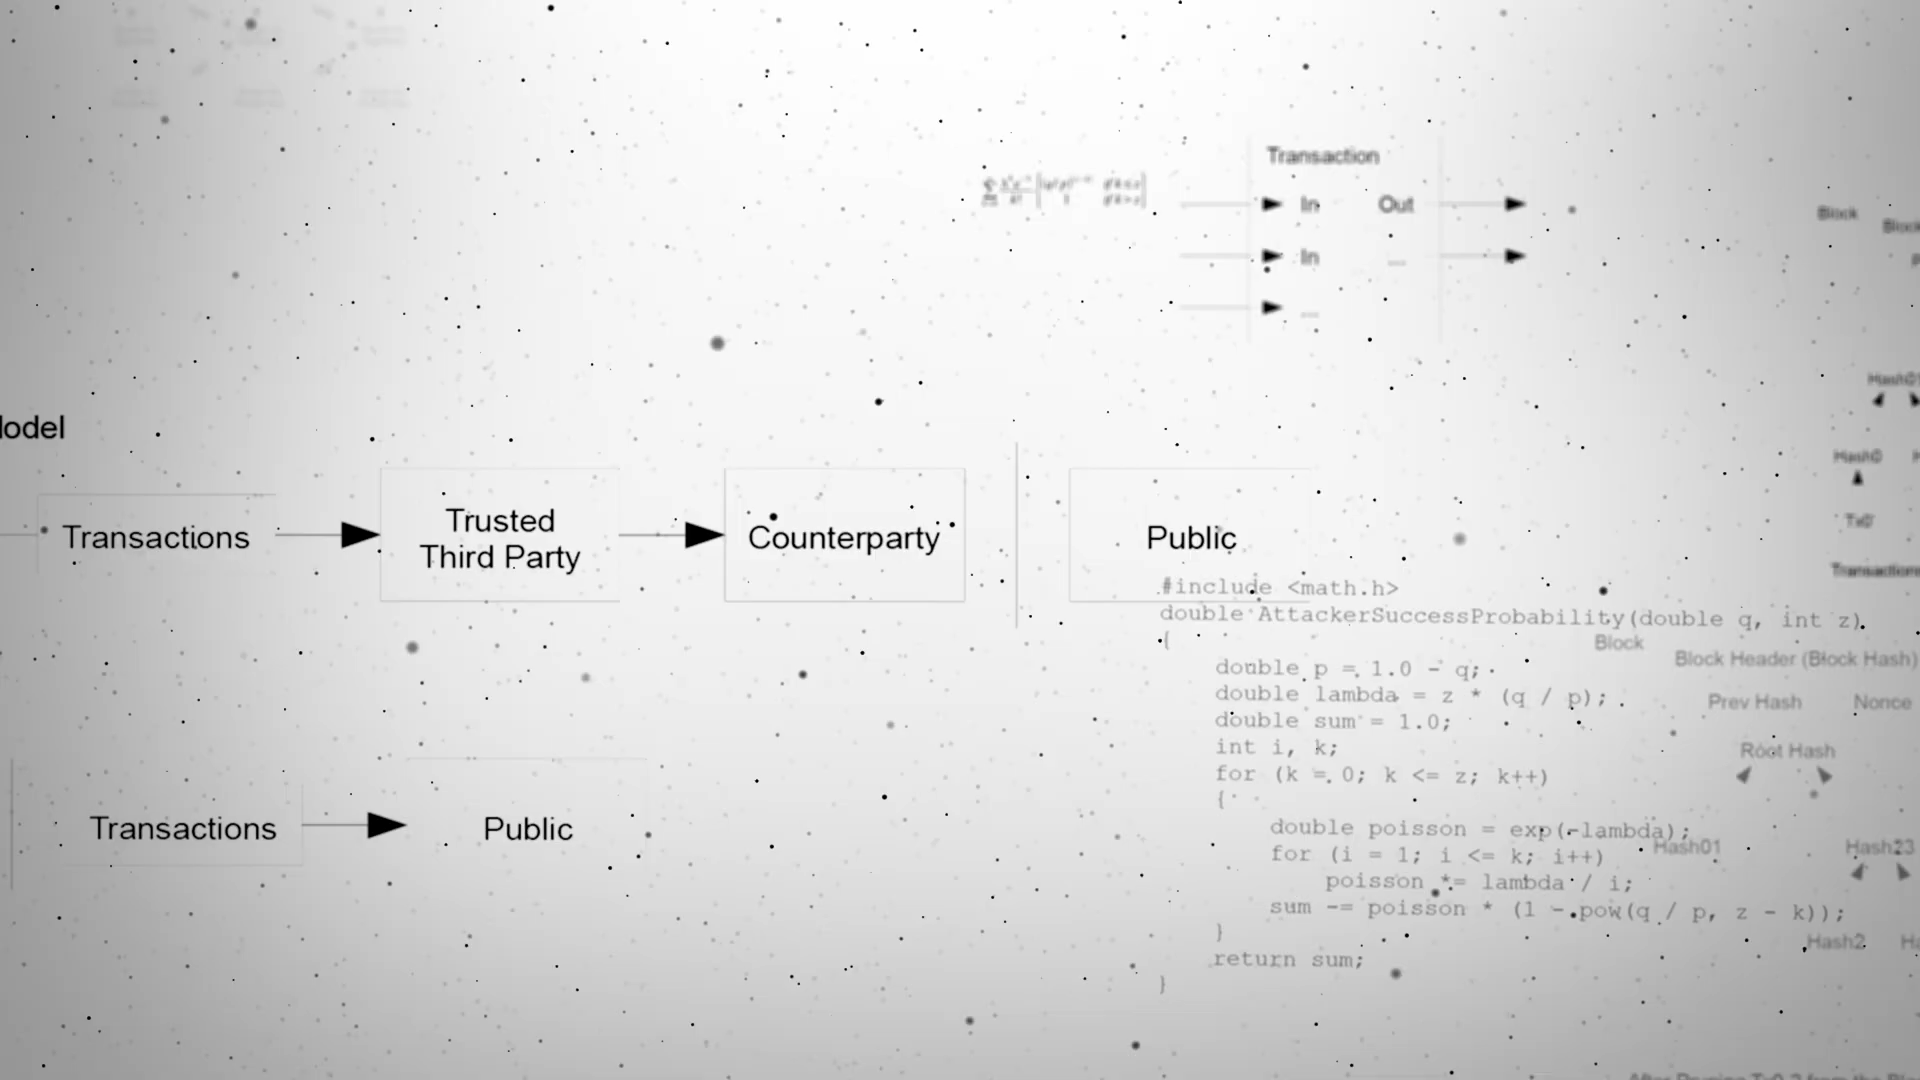 Transaction
In Out
In ...
...
Block
Hash0
Tx0
odel
Transactions
Trusted
Third Party
Counterparty
Public
Transactions
Public
#include <math.h>
double AttackerSuccessProbability(double q, int z)
{
double p = 1.0 - q;
double lambda = z * (q / p);
double sum = 1.0;
int i, k;
for (k = 0; k <= z; k++)
{
double poisson = exp(-lambda);
for (i = 1; i <= k; i++)
poisson *= lambda / i;
sum -= poisson * (1 - pow(q / p, z - k));
}
return sum;
}
Block
Block Header (Block Hash)
Prev Hash Nonce
Root Hash
Hash01 Hash23
Hash2